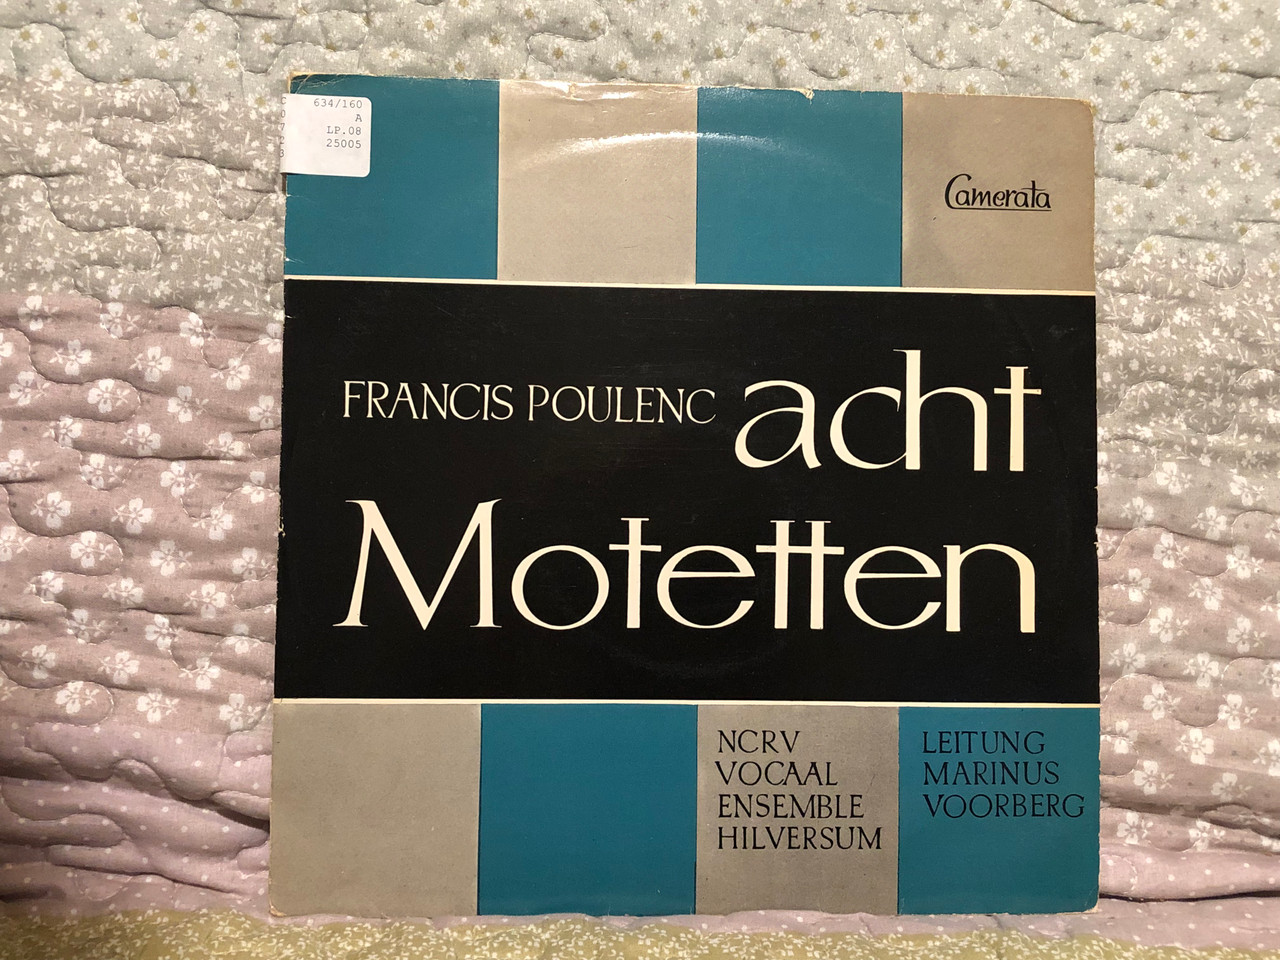 634/160
A
LP.08
25005
Camerata
FRANCIS POULENC acht
Motetten
NCRV
VOCAAL
ENSEMBLE
HILVERSUM
LEITUNG
MARINUS
VOORBERG